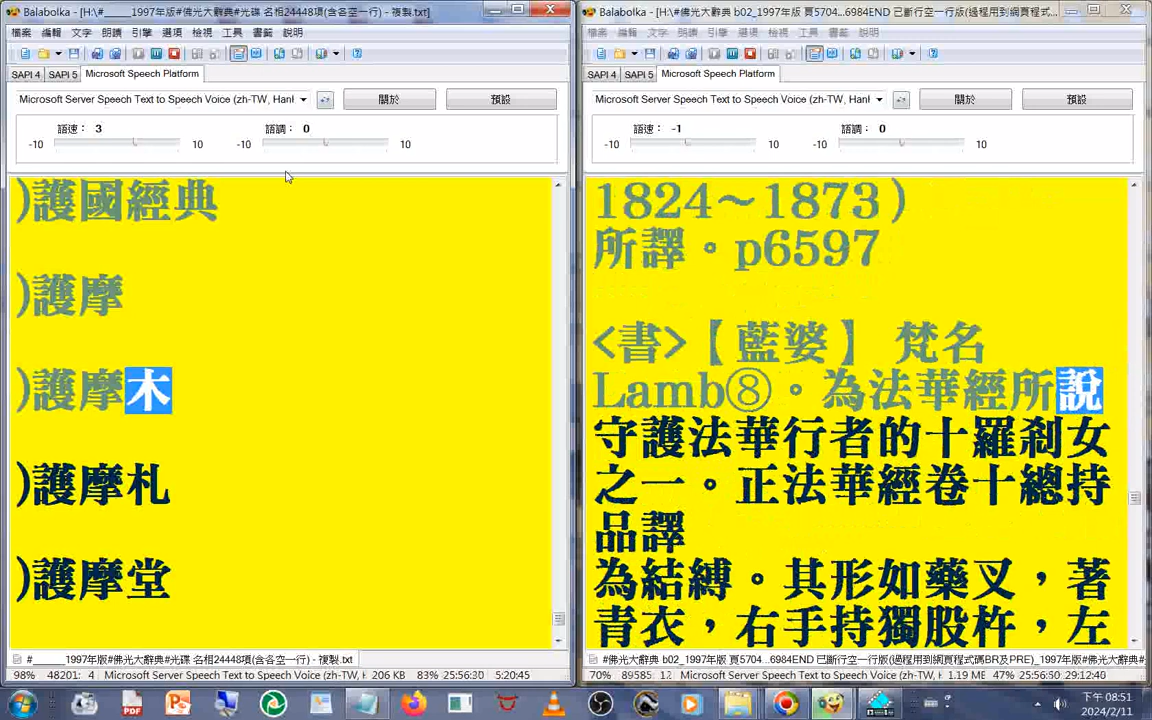 Balabolka - [H:\#_____1997年版#佛光大辭典#光碟 名相24448項(含各空一行) - 複製.txt]
檔案 編輯 文字 朗讀 引擎 選項 檢視 工具 書籤 說明
SAPI 4 SAPI 5 Microsoft Speech Platform
Microsoft Server Speech Text to Speech Voice (zh-TW, Hanl
關於 預設
語速： 3 語調： 0
-10 10 -10 10
)護國經典
)護摩
)護摩木
)護摩札
)護摩堂
#_____1997年版#佛光大辭典#光碟 名相24448項(含各空一行) - 複製.txt
98% 48201: 4 Microsoft Server Speech Text to Speech Voice (zh-TW, H 206 KB 83% 25:56:30 5:20:45
Balabolka - [H:\#佛光大辭典 b02_1997年版 頁5704...6984END 已斷行空一行版(過程用到網頁程式...
檔案 編輯 文字 朗讀 引擎 選項 檢視 工具 書籤 說明
SAPI 4 SAPI 5 Microsoft Speech Platform
Microsoft Server Speech Text to Speech Voice (zh-TW, Hanl
關於 預設
語速： -1 語調： 0
-10 10 -10 10
1824～1873）
所譯。p6597
<書>【藍婆】 梵名
Lamb⑧。為法華經所說
守護法華行者的十羅剎女
之一。正法華經卷十總持
品譯
為結縛。其形如藥叉，著
青衣，右手持獨股杵，左
#佛光大辭典 b02_1997年版 頁5704...6984END 已斷行空一行版(過程用到網頁程式碼BR及PRE)_1997年版#佛光大辭典#
70% 89585: 12 Microsoft Server Speech Text to Speech Voice (zh-TW, H 1.19 MB 47% 25:56:50 29:12:40
下午 08:51
2024/2/11